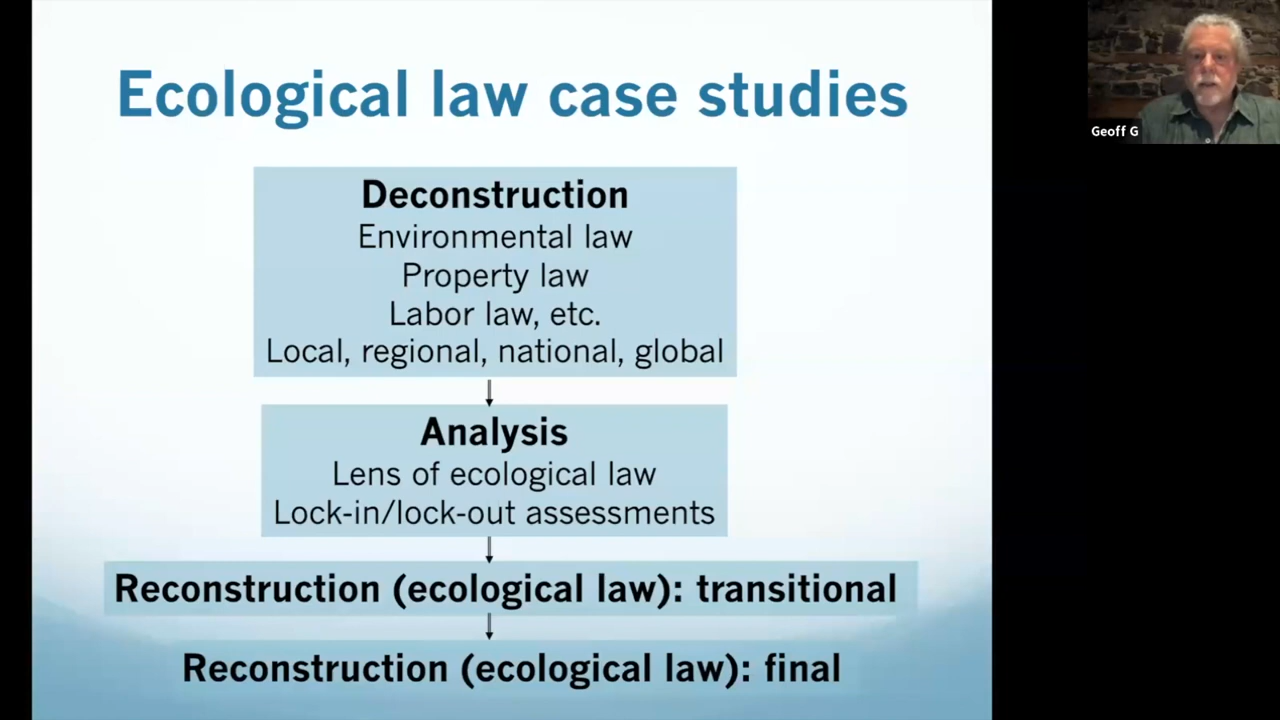 Ecological law case studies
Deconstruction
Environmental law
Property law
Labor law, etc.
Local, regional, national, global
Analysis
Lens of ecological law
Lock-in/lock-out assessments
Reconstruction (ecological law): transitional
Reconstruction (ecological law): final
Geoff G